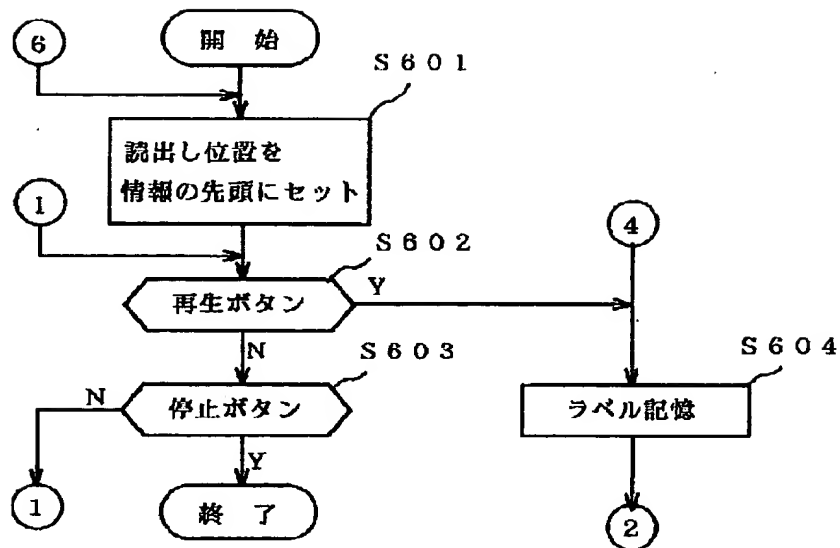 6
開 始
S601
読出し位置を
情報の先頭にセット
1
S602
4
再生ボタン
Y
N
S603
S604
N
停止ボタン
ラベル記憶
Y
1
終 了
2